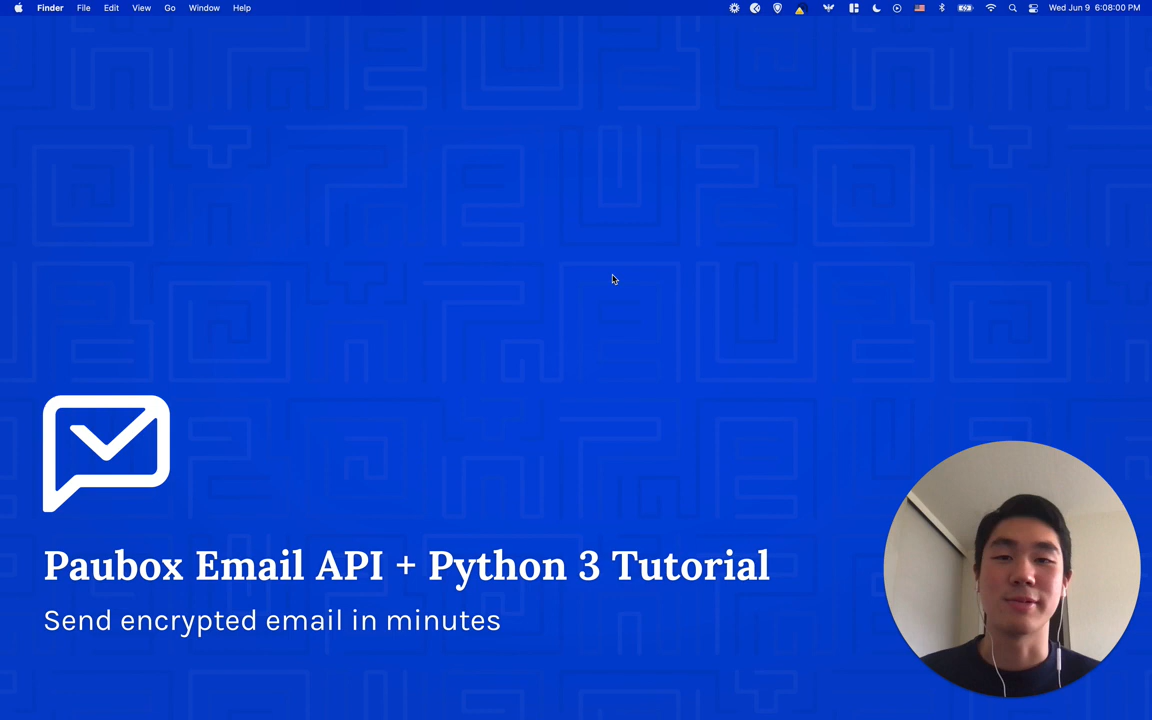 Finder File Edit View Go Window Help Wed Jun 9 6:08:00 PM
Paubox Email API + Python 3 Tutorial
Send encrypted email in minutes